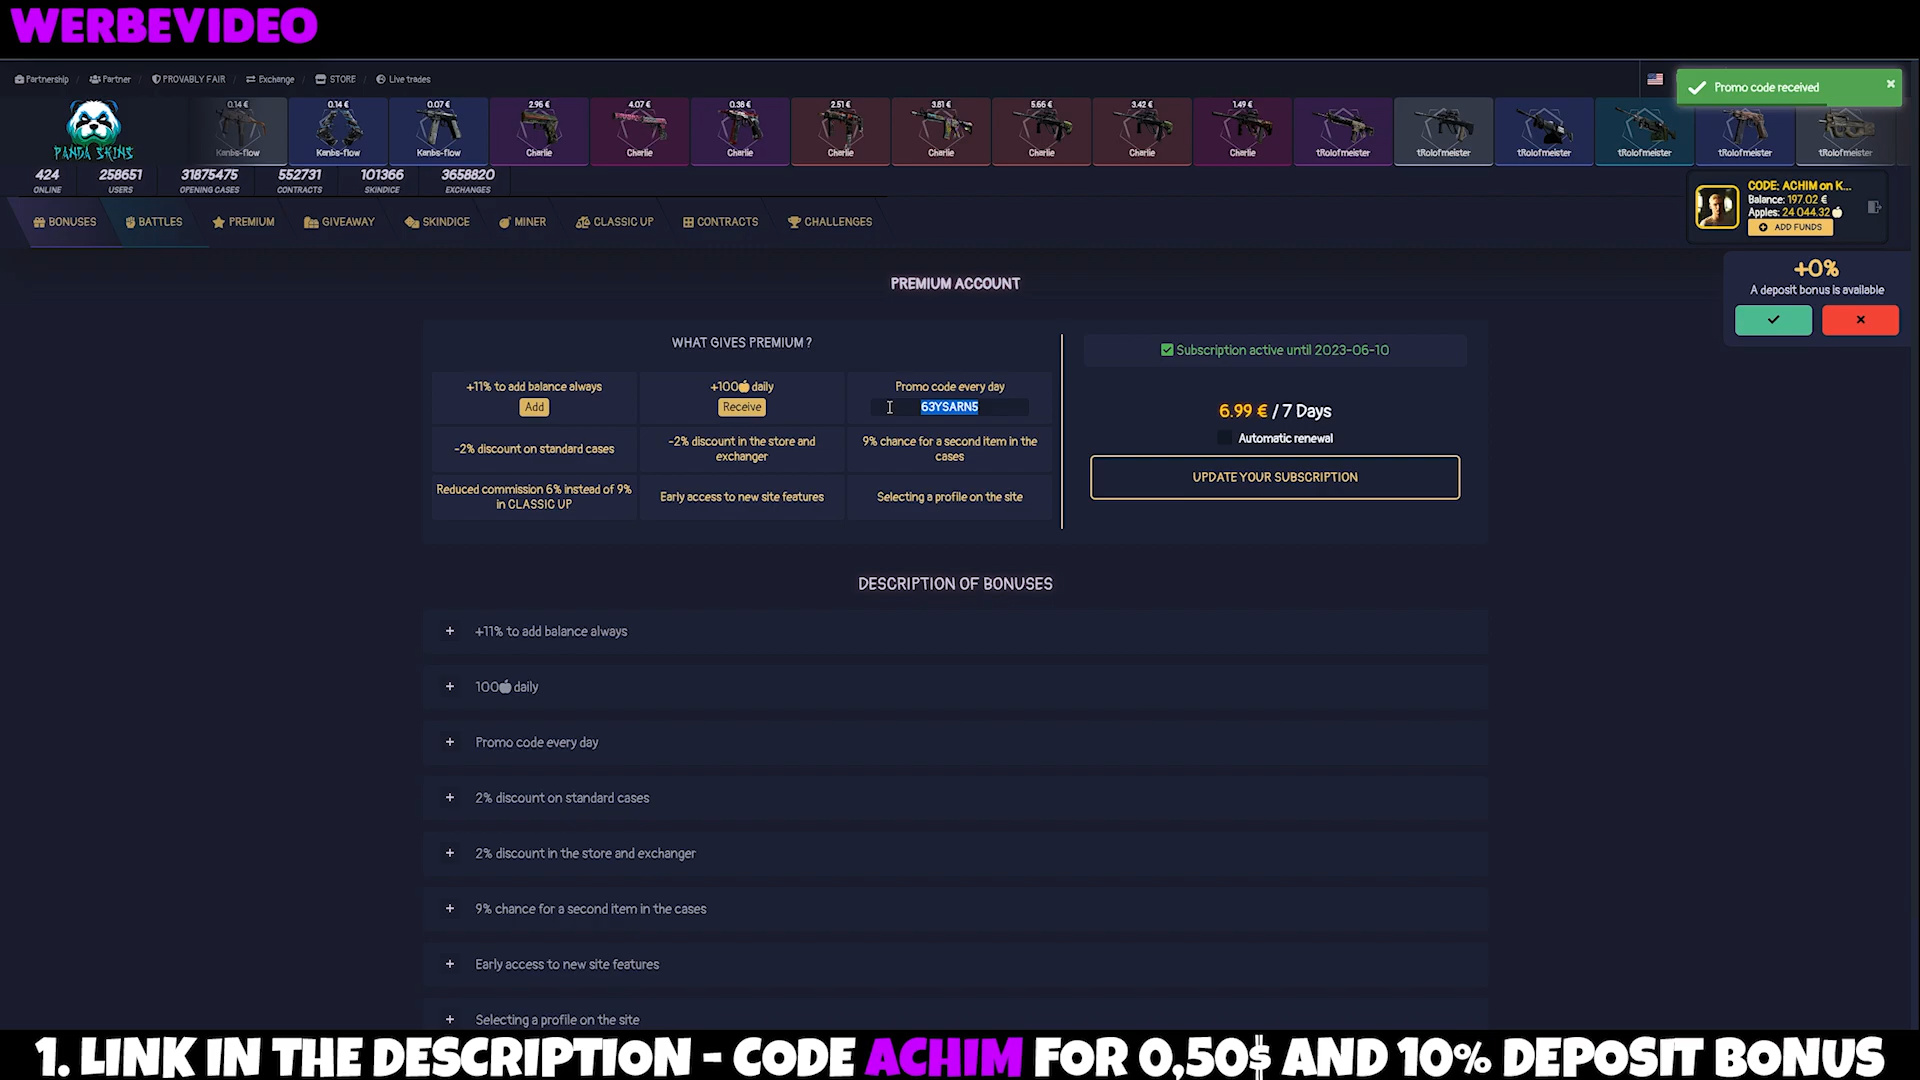 WERBEVIDEO
Partnership / Partner / PROVABLY FAIR / Exchange / STORE / Live trades
Promo code received
0.14 € 0.14 € 0.07 € 2.96 € 4.07 € 0.38 € 2.51 € 3.81 € 5.66 € 3.42 € 1.49 €
PANDA SKINS
Kanbs-flow Kanbs-flow Kanbs-flow Charlie Charlie Charlie Charlie Charlie Charlie Charlie Charlie tRolofmeister tRolofmeister tRolofmeister tRolofmeister tRolofmeister tRolofmeister
424 258651 31875475 552731 101366 3658820
ONLINE USERS OPENING CASES CONTRACTS SKINDICE EXCHANGES
CODE: ACHIM on K...
Balance: 197.02 €
Apples: 24 044.32
ADD FUNDS
BONUSES BATTLES PREMIUM GIVEAWAY SKINDICE MINER CLASSIC UP CONTRACTS CHALLENGES
+0%
A deposit bonus is available
PREMIUM ACCOUNT
WHAT GIVES PREMIUM ?
+11% to add balance always
Add
+100 daily
Receive
Promo code every day
63YSARN5
-2% discount on standard cases
-2% discount in the store and
exchanger
9% chance for a second item in the
cases
Reduced commission 6% instead of 9%
in CLASSIC UP
Early access to new site features
Selecting a profile on the site
Subscription active until 2023-06-10
6.99 € / 7 Days
Automatic renewal
UPDATE YOUR SUBSCRIPTION
DESCRIPTION OF BONUSES
+ +11% to add balance always
+ 100 daily
+ Promo code every day
+ 2% discount on standard cases
+ 2% discount in the store and exchanger
+ 9% chance for a second item in the cases
+ Early access to new site features
+ Selecting a profile on the site
1. LINK IN THE DESCRIPTION - CODE ACHIM FOR 0,50$ AND 10% DEPOSIT BONUS